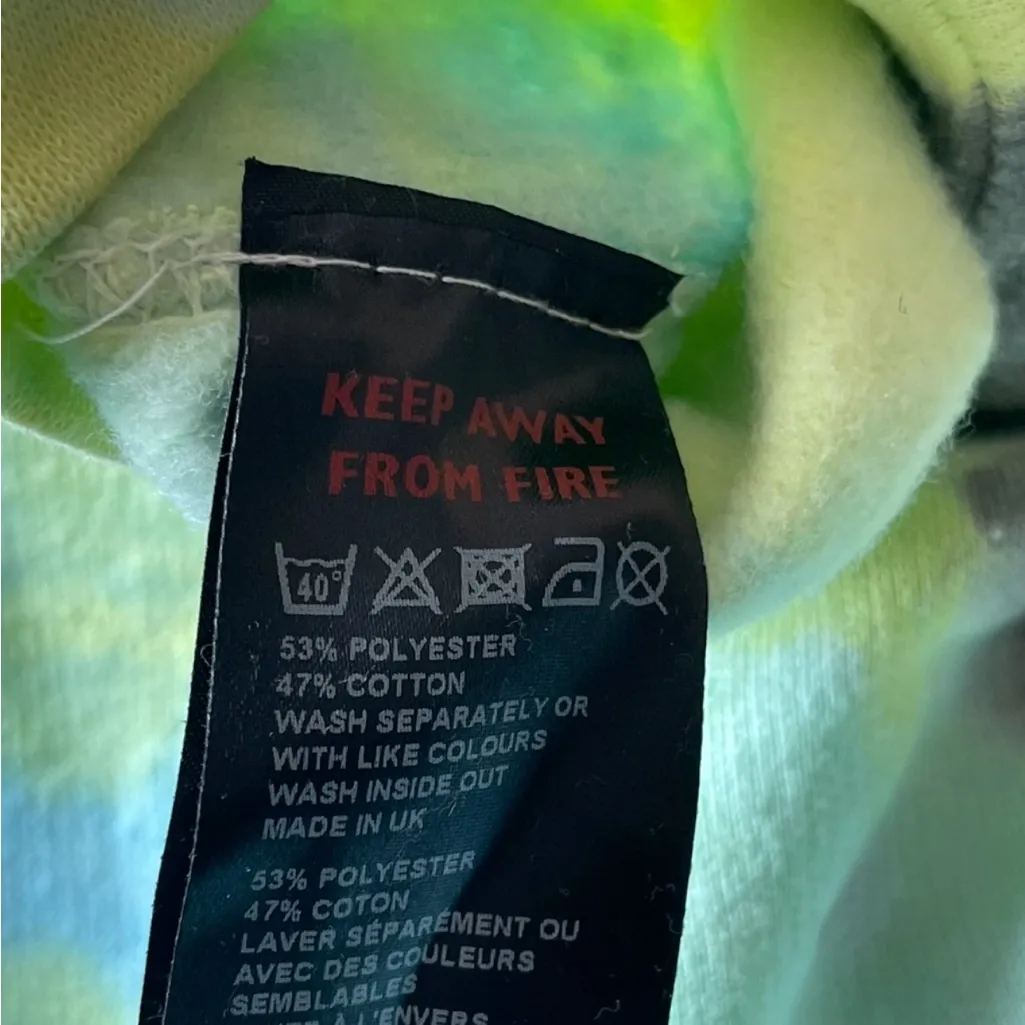 KEEP AWAY
FROM FIRE
40°
53% POLYESTER
47% COTTON
WASH SEPARATELY OR
WITH LIKE COLOURS
WASH INSIDE OUT
MADE IN UK
53% POLYESTER
47% COTON
LAVER SÉPARÉMENT OU
AVEC DES COULEURS
SEMBLABLES
À L'ENVERS